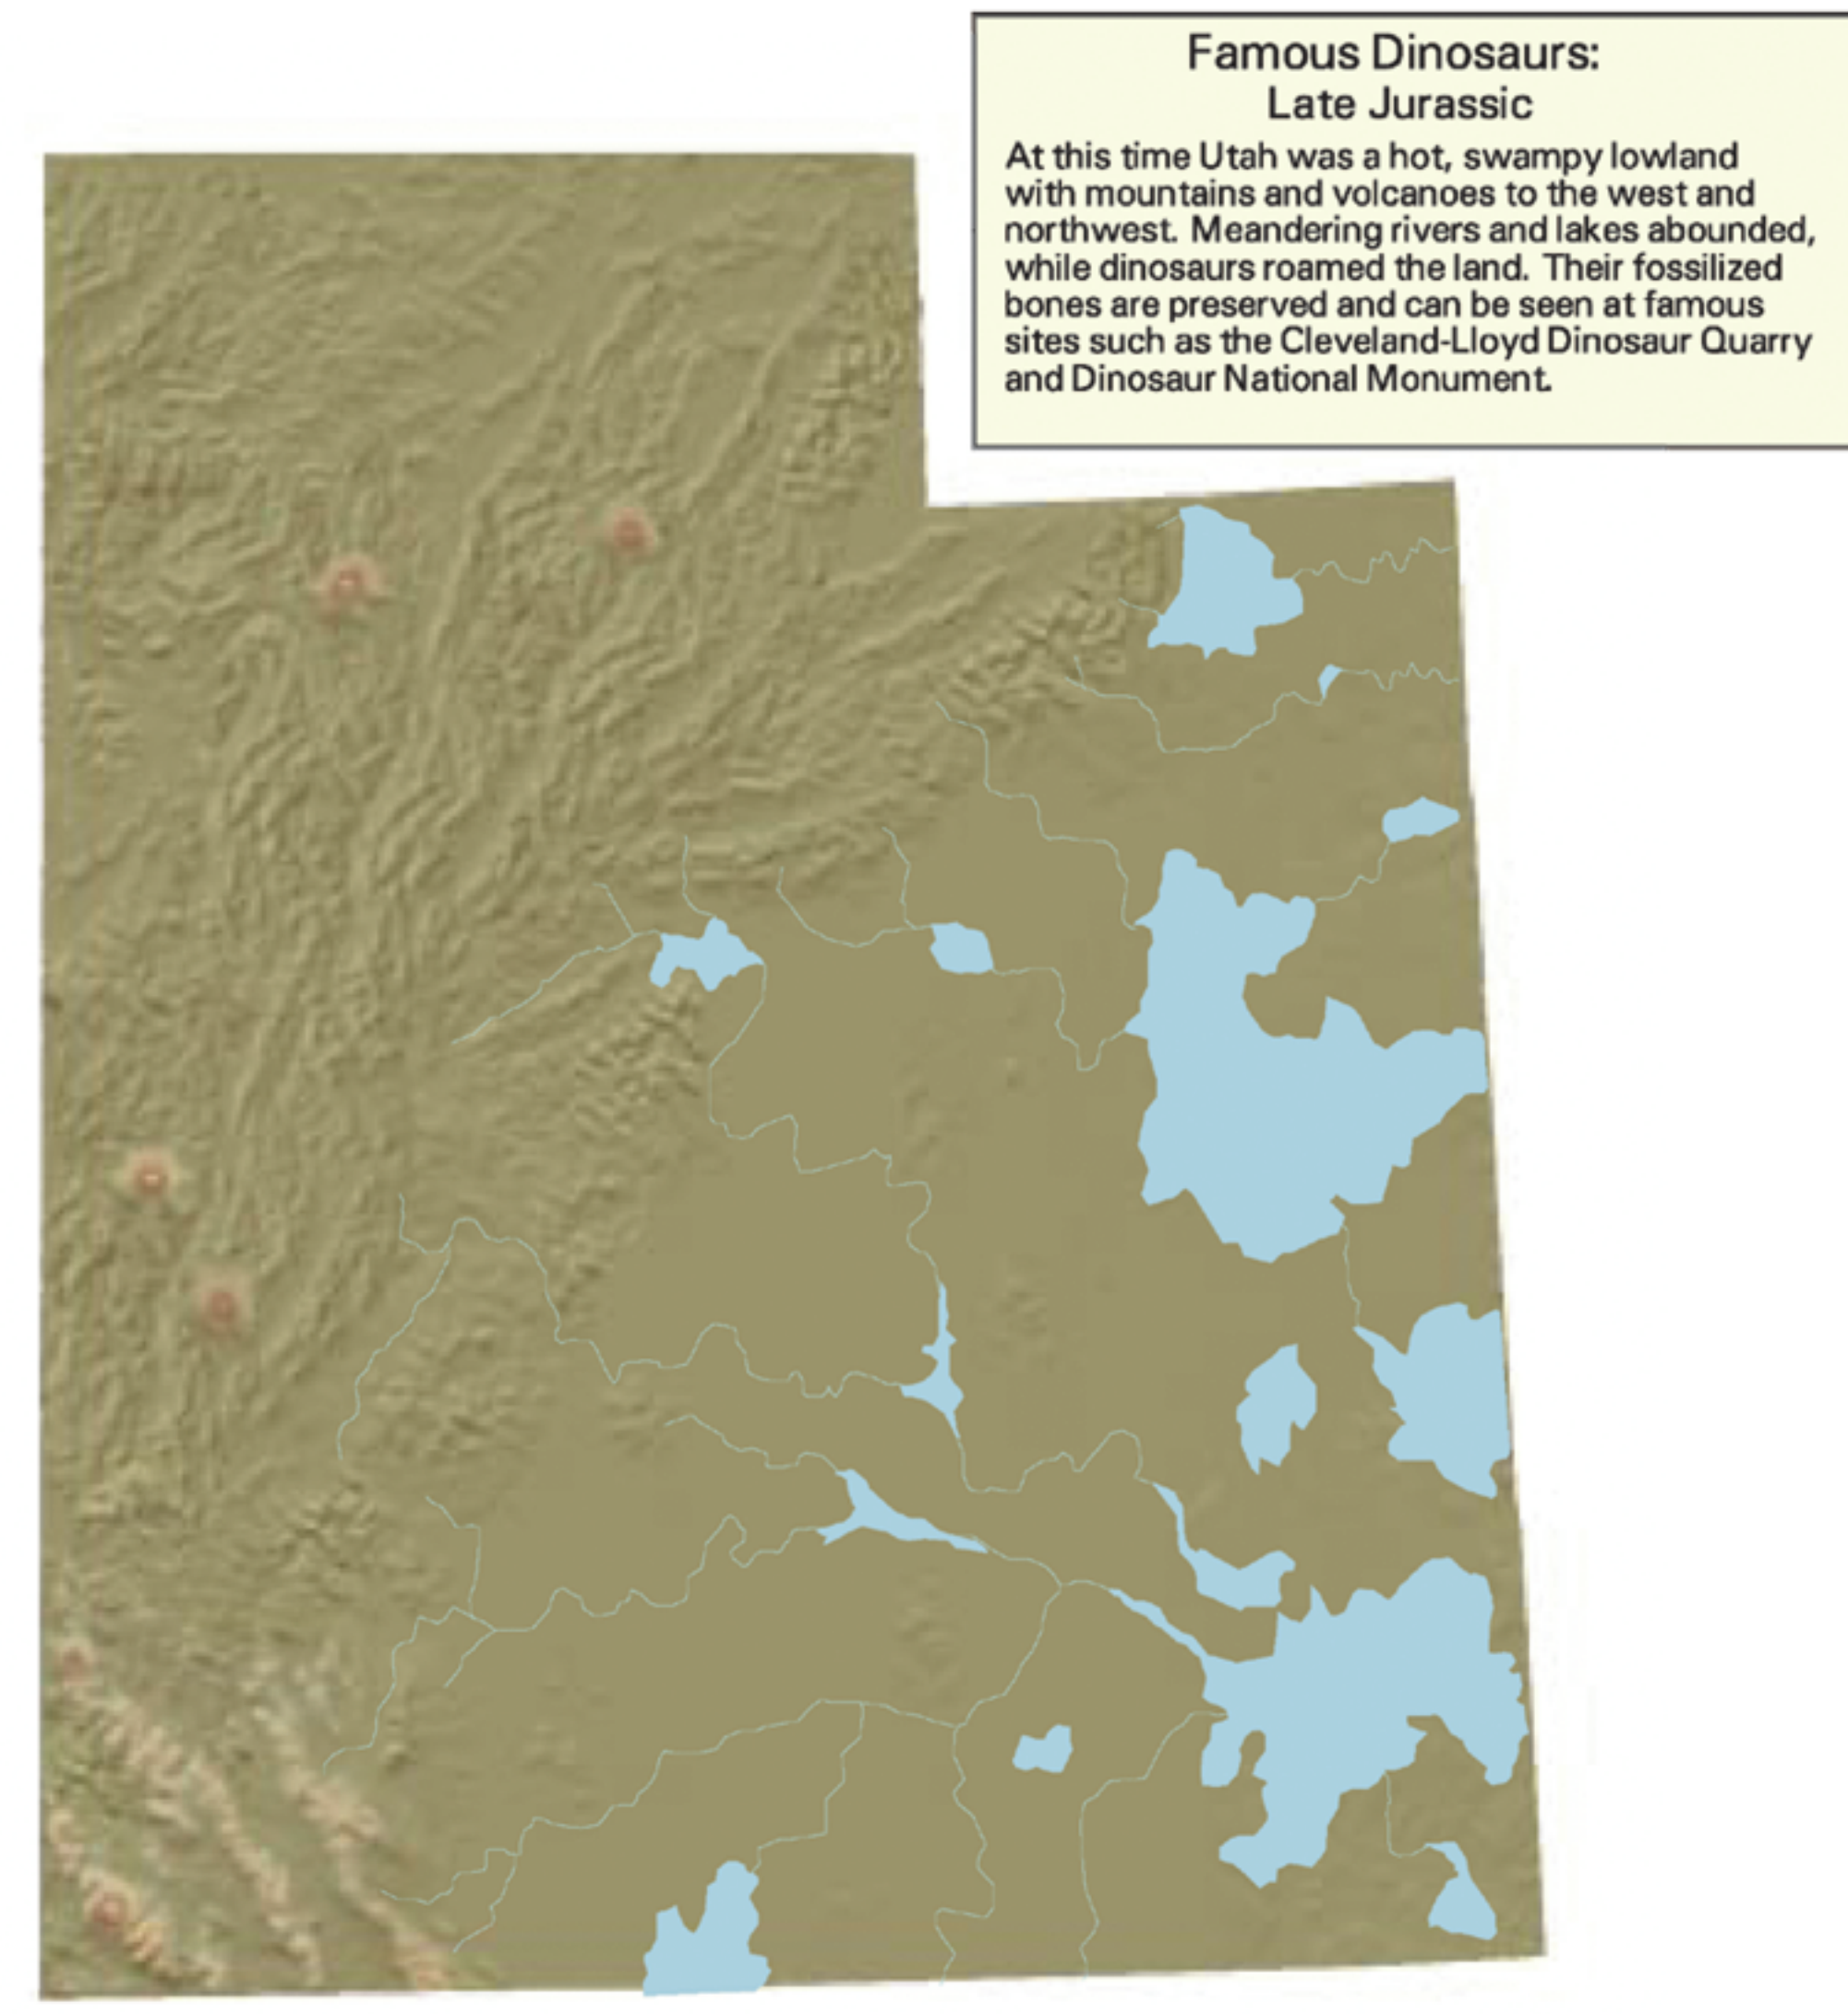 Famous Dinosaurs:
Late Jurassic
At this time Utah was a hot, swampy lowland
with mountains and volcanoes to the west and
northwest. Meandering rivers and lakes abounded,
while dinosaurs roamed the land. Their fossilized
bones are preserved and can be seen at famous
sites such as the Cleveland-Lloyd Dinosaur Quarry
and Dinosaur National Monument.